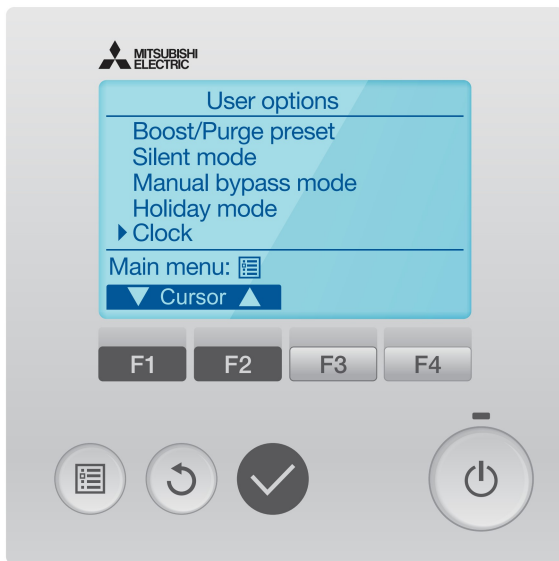 MITSUBISHI
ELECTRIC
User options
Boost/Purge preset
Silent mode
Manual bypass mode
Holiday mode
Clock
Main menu:
Cursor
F1 F2 F3 F4